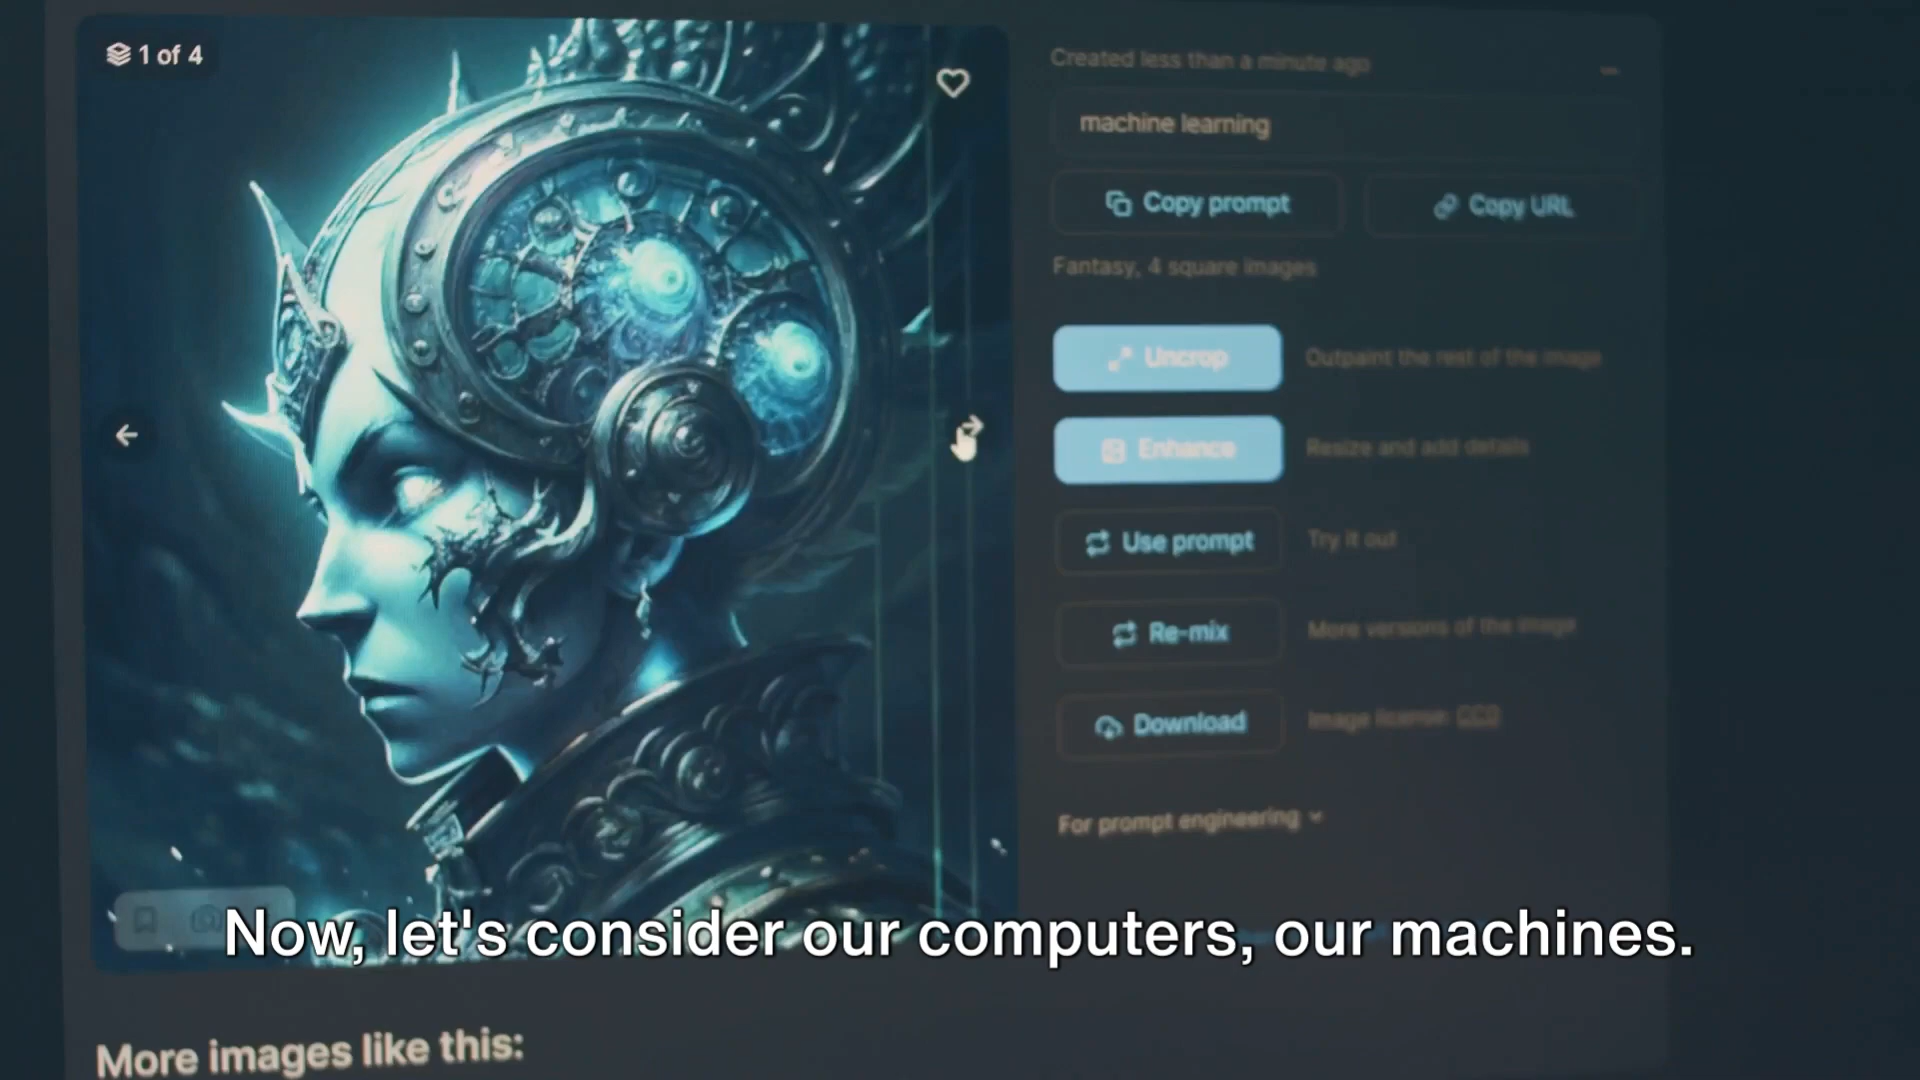 1 of 4
Created less than a minute ago
machine learning
Copy prompt
Copy URL
Fantasy, 4 square images
Uncrop
Outpaint the rest of the image
Enhance
Resize and add details
Use prompt
Try it out
Re-mix
More versions of the image
Download
Image license: CC0
For prompt engineering
Now, let's consider our computers, our machines.
More images like this: